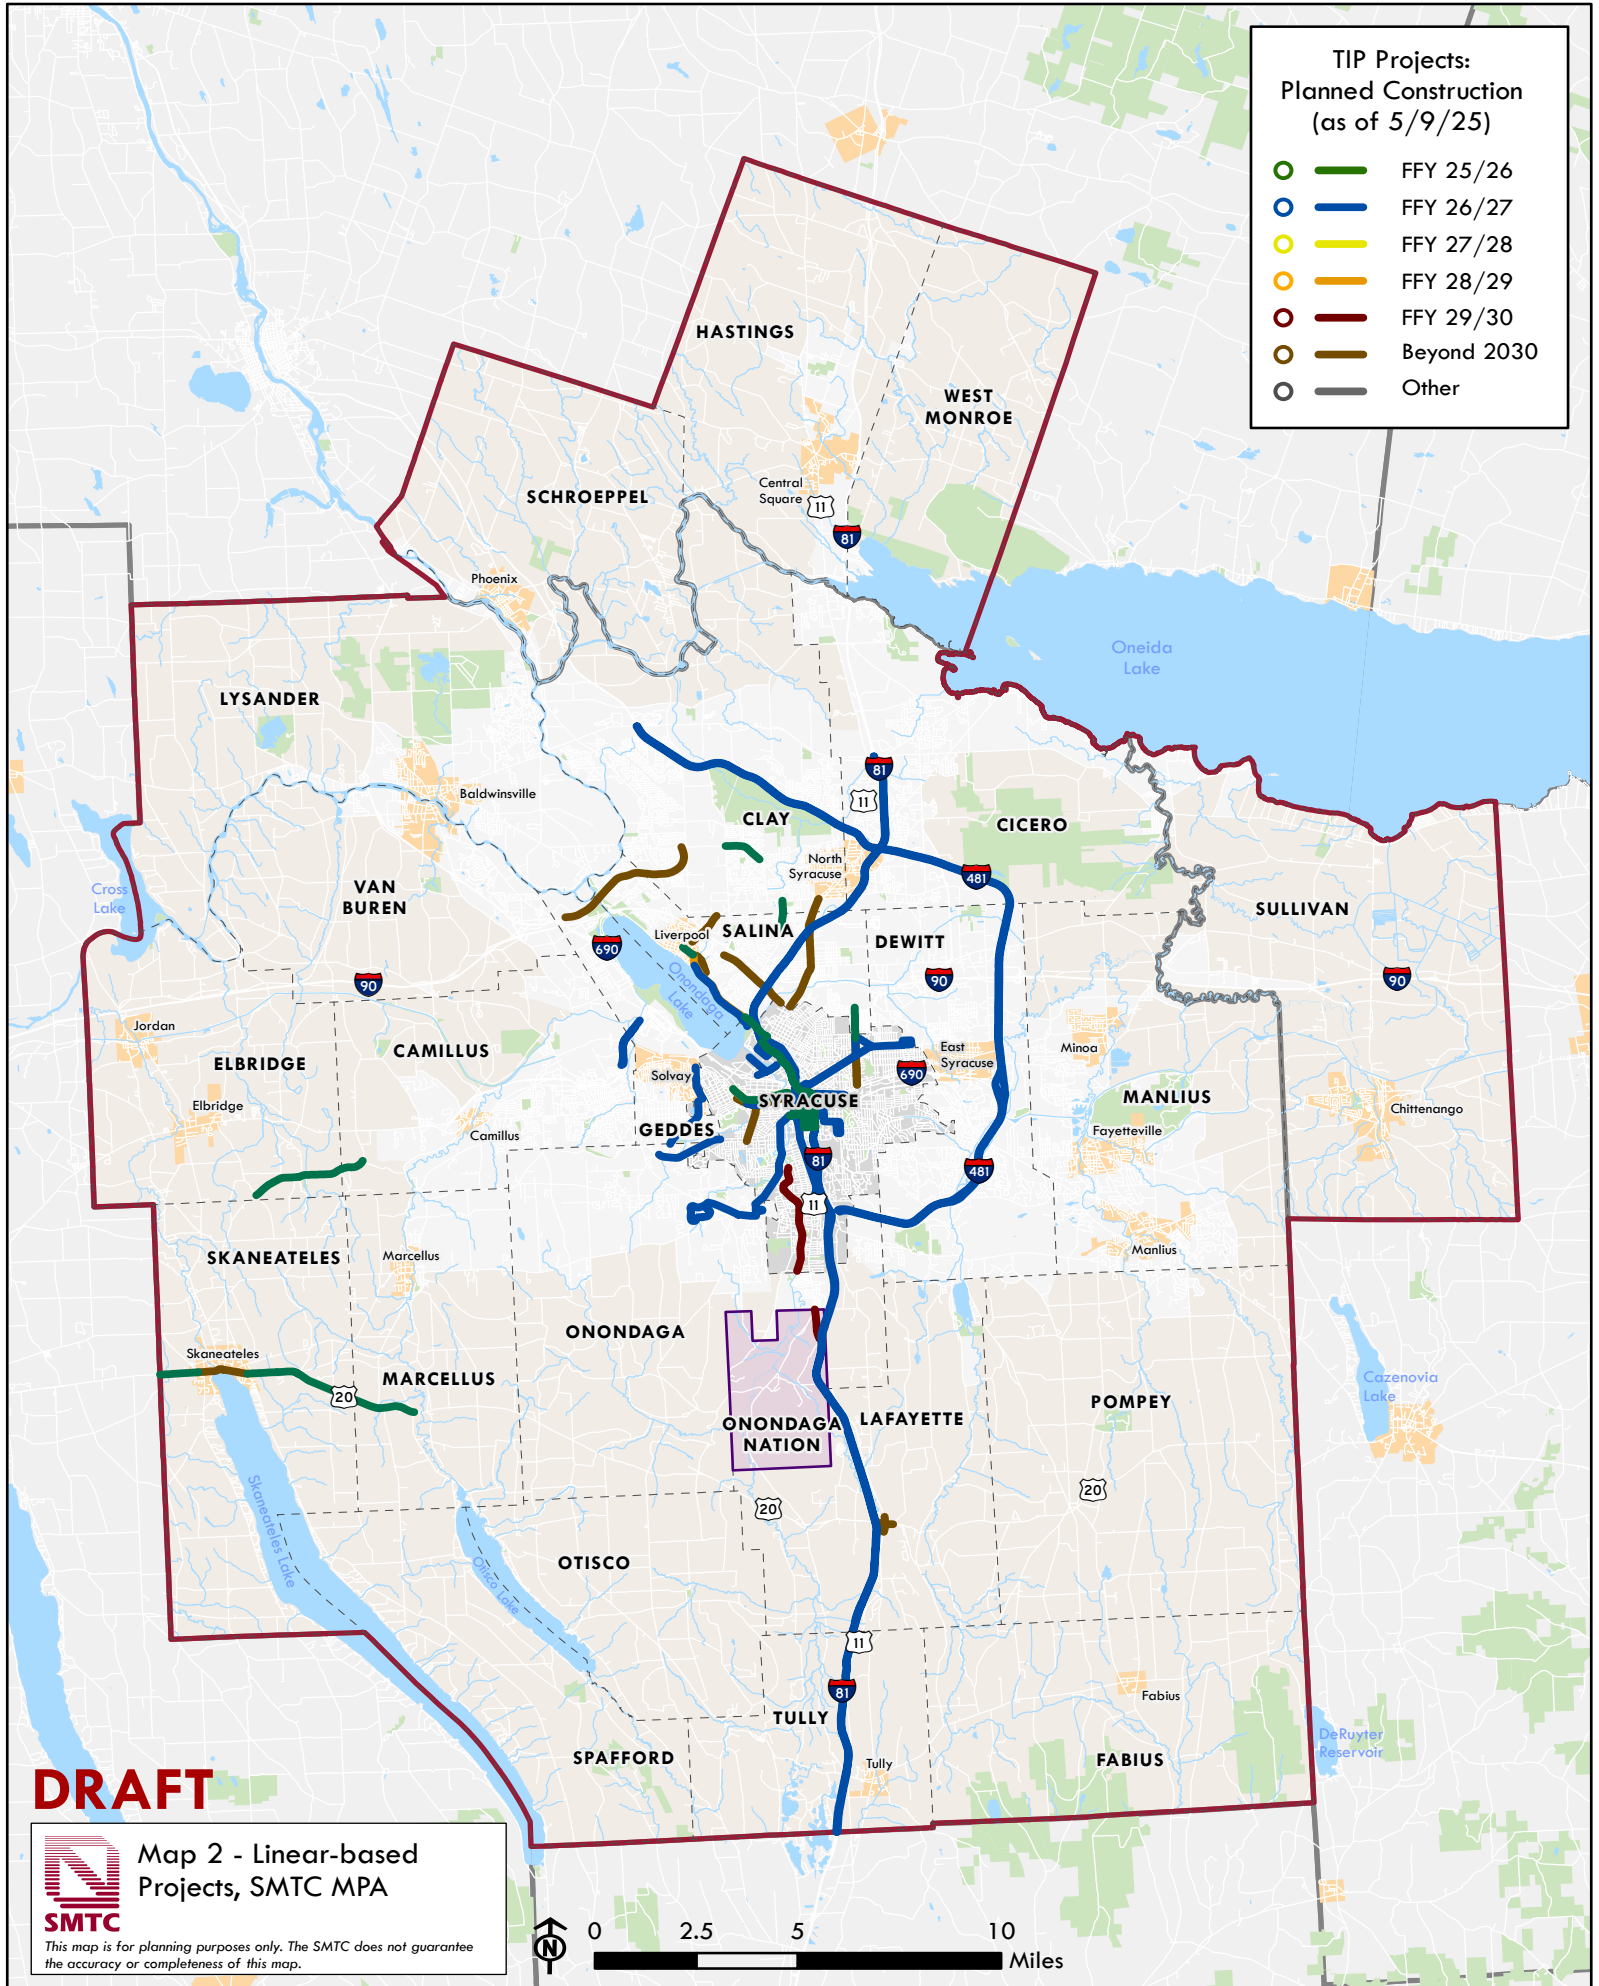 TIP Projects:
Planned Construction
(as of 5/9/25)
FFY 25/26
FFY 26/27
FFY 27/28
FFY 28/29
FFY 29/30
Beyond 2030
Other
HASTINGS
WEST
MONROE
Central
Square
11
81
SCHROEPPEL
Phoenix
Oneida
Lake
LYSANDER
81
11
Baldwinsville
CLAY
CICERO
North
Syracuse
481
Cross
Lake
VAN
BUREN
SULLIVAN
Liverpool
SALINA
DEWITT
690
90
90
90
Onondaga
Lake
Jordan
ELBRIDGE
CAMILLUS
East
Syracuse
Minoa
Solvay
690
SYRACUSE
MANLIUS
Elbridge
Chittenango
Camillus
GEDDES
Fayetteville
81
481
11
SKANEATELES
Marcellus
Manlius
ONONDAGA
Skaneateles
MARCELLUS
20
Cazenovia
Lake
POMPEY
ONONDAGA
NATION
LAFAYETTE
20
20
Skaneateles Lake
Otisco Lake
OTISCO
11
81
Fabius
TULLY
DeRuyter
Reservoir
SPAFFORD
Tully
FABIUS
DRAFT
Map 2 - Linear-based
Projects, SMTC MPA
SMTC
This map is for planning purposes only. The SMTC does not guarantee
the accuracy or completeness of this map.
N
0 2.5 5 10
Miles